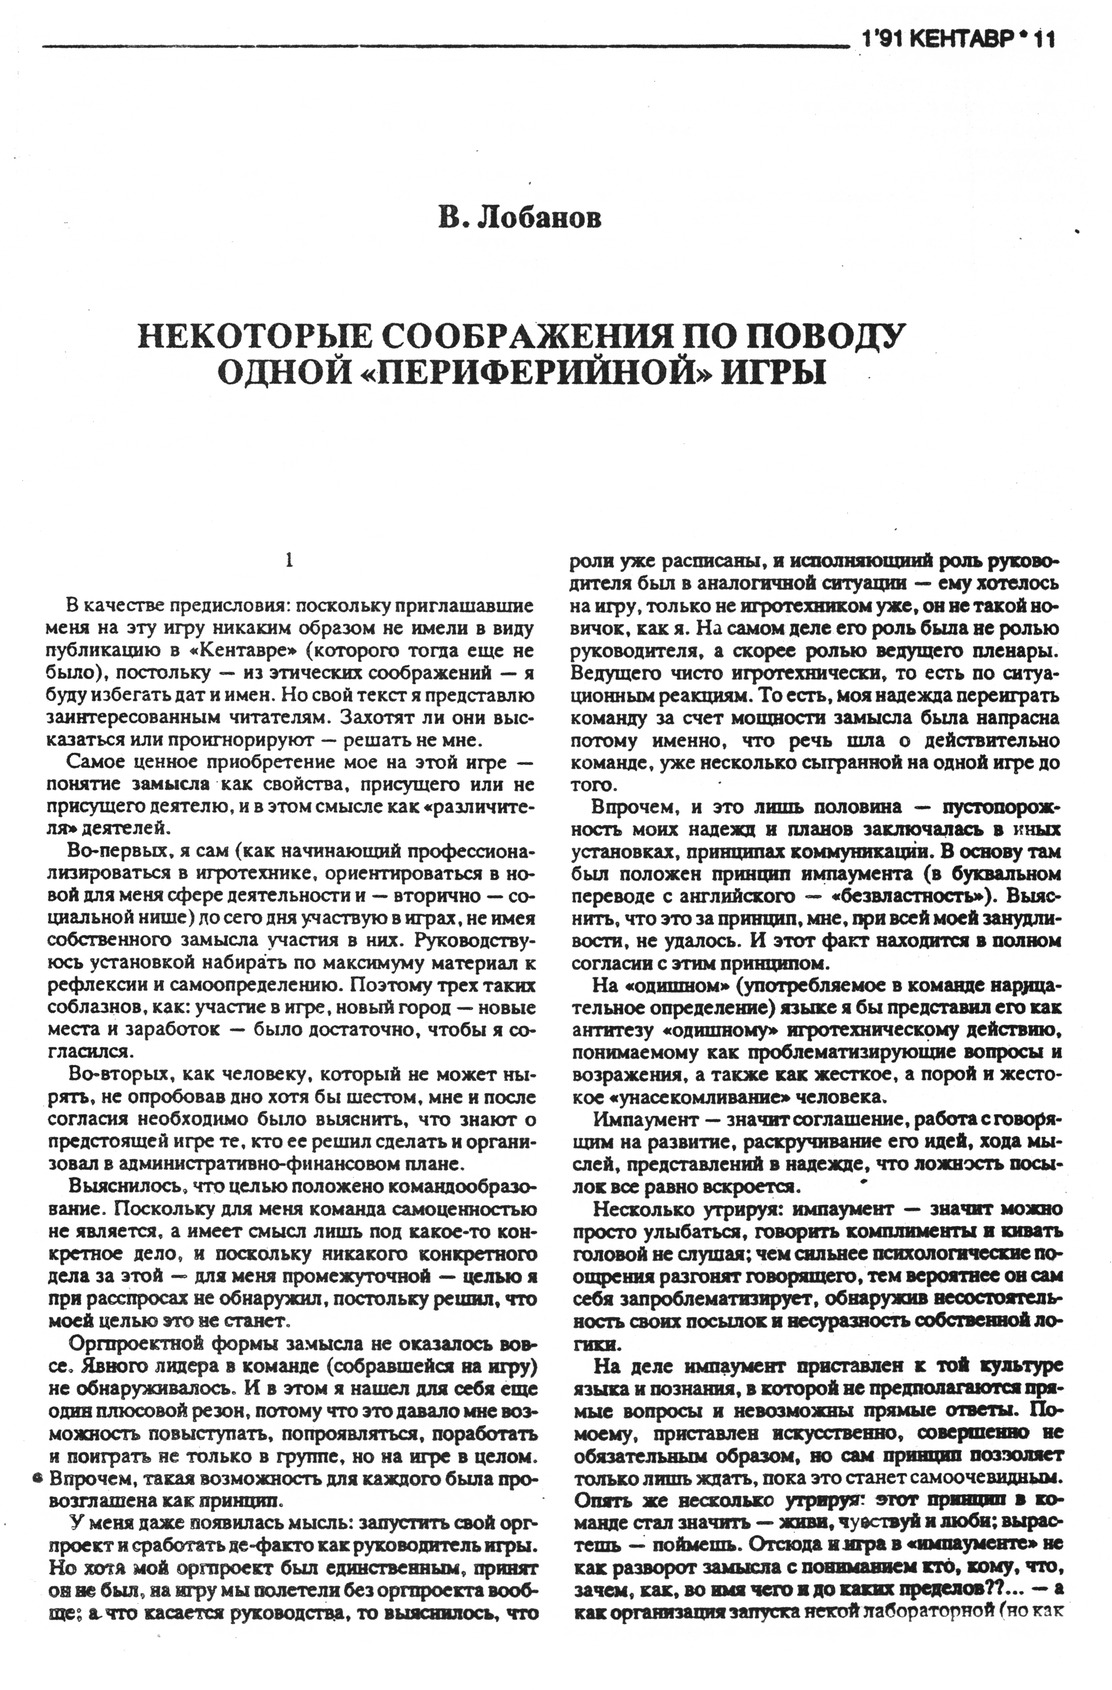 1'91 КЕНТАВР * 11
В. Лобанов
НЕКОТОРЫЕ СООБРАЖЕНИЯ ПО ПОВОДУ
ОДНОЙ «ПЕРИФЕРИЙНОЙ» ИГРЫ
1
В качестве предисловия: поскольку приглашавшие
меня на эту игру никаким образом не имели в виду
публикацию в «Кентавре» (которого тогда еще не
было), постольку — из этических соображений — я
буду избегать дат и имен. Но свой текст я представлю
заинтересованным читателям. Захотят ли они выс-
казаться или проигнорируют — решать не мне.
Самое ценное приобретение мое на этой игре —
понятие замысла как свойства, присущего или не
присущего деятелю, и в этом смысле как «различите-
ля» деятелей.
Во-первых, я сам (как начинающий профессиона-
лизироваться в игротехнике, ориентироваться в но-
вой для меня сфере деятельности и — вторично — со-
циальной нише) до сего дня участвую в играх, не имея
собственного замысла участия в них. Руководству-
юсь установкой набирать по максимуму материал к
рефлексии и самоопределению. Поэтому трех таких
соблазнов, как: участие в игре, новый город — новые
места и заработок — было достаточно, чтобы я со-
гласился.
Во-вторых, как человеку, который не может ны-
рять, не опробовав дно хотя бы шестом, мне и после
согласия необходимо было выяснить, что знают о
предстоящей игре те, кто ее решил сделать и органи-
зовал в административно-финансовом плане.
Выяснилось, что целью положено командообразо-
вание. Поскольку для меня команда самоценностью
не является, а имеет смысл лишь под какое-то кон-
кретное дело, и поскольку никакого конкретного
дела за этой — для меня промежуточной — целью я
при расспросах не обнаружил, постольку решил, что
моей целью это не станет.
Оргпроектной формы замысла не оказалось вов-
се. Явного лидера в команде (собравшейся на игру)
не обнаруживалось. И в этом я нашел для себя еще
один плюсовой резон, потому что это давало мне воз-
можность повыступать, попроявляться, поработать
и поиграть не только в группе, но на игре в целом.
Впрочем, такая возможность для каждого была про-
возглашена как принцип.
У меня даже появилась мысль: запустить свой орг-
проект и сработать де-факто как руководитель игры.
Но хотя мой оргпроект был единственным, принят
он не был, на игру мы полетели без оргпроекта вооб-
ще; а что касается руководства, то выяснилось, что
роли уже расписаны, и исполняющиий роль руково-
дителя был в аналогичной ситуации — ему хотелось
на игру, только не игротехником уже, он не такой но-
вичок, как я. На самом деле его роль была не ролью
руководителя, а скорее ролью ведущего пленары.
Ведущего чисто игротехнически, то есть по ситуа-
ционным реакциям. То есть, моя надежда переиграть
команду за счет мощности замысла была напрасна
потому именно, что речь шла о действительно
команде, уже несколько сыгранной на одной игре до
того.
Впрочем, и это лишь половина — пустопорож-
ность моих надежд и планов заключалась в иных
установках, принципах коммуникации. В основу там
был положен принцип импаумента (в буквальном
переводе с английского — «безвластность»). Выяс-
нить, что это за принцип, мне, при всей моей занудли-
вости, не удалось. И этот факт находится в полном
согласии с этим принципом.
На «одишном» (употребляемое в команде нарица-
тельное определение) языке я бы представил его как
антитезу «одишному» игротехническому действию,
понимаемому как проблематизирующие вопросы и
возражения, а также как жесткое, а порой и жесто-
кое «унасекомливание» человека.
Импаумент — значит соглашение, работа с говоря-
щим на развитие, раскручивание его идей, хода мы-
слей, представлений в надежде, что ложность посы-
лок все равно вскроется.
Несколько утрируя: импаумент — значит можно
просто улыбаться, говорить комплименты и кивать
головой не слушая; чем сильнее психологические по-
ощрения разгонят говорящего, тем вероятнее он сам
себя запроблематизирует, обнаружив несостоятель-
ность своих посылок и несуразность собственной ло-
гики.
На деле импаумент приставлен к той культуре
языка и познания, в которой не предполагаются пря-
мые вопросы и невозможны прямые ответы. По-
моему, приставлен искусственно, совершенно не
обязательным образом, но сам принцип позволяет
только лишь ждать, пока это станет самоочевидным.
Опять же несколько утрируя: этот принцип в ко-
манде стал значить — живи, чувствуй и люби; вырас-
тешь — поймешь. Отсюда и игра в «импаументе» не
как разворот замысла с пониманием кто, кому, что,
зачем, как, во имя чего и до каких пределов??... — а
как организация запуска некой лабораторной (но как